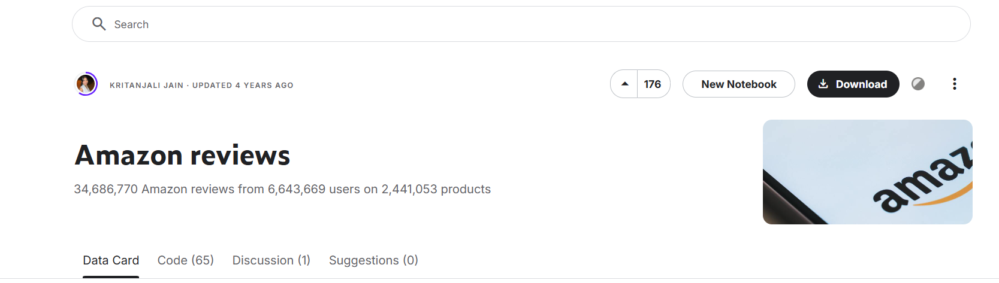 Search
KRITANJALI JAIN · UPDATED 4 YEARS AGO
176
New Notebook
Download
Amazon reviews
34,686,770 Amazon reviews from 6,643,669 users on 2,441,053 products
amaz
Data Card
Code (65)
Discussion (1)
Suggestions (0)